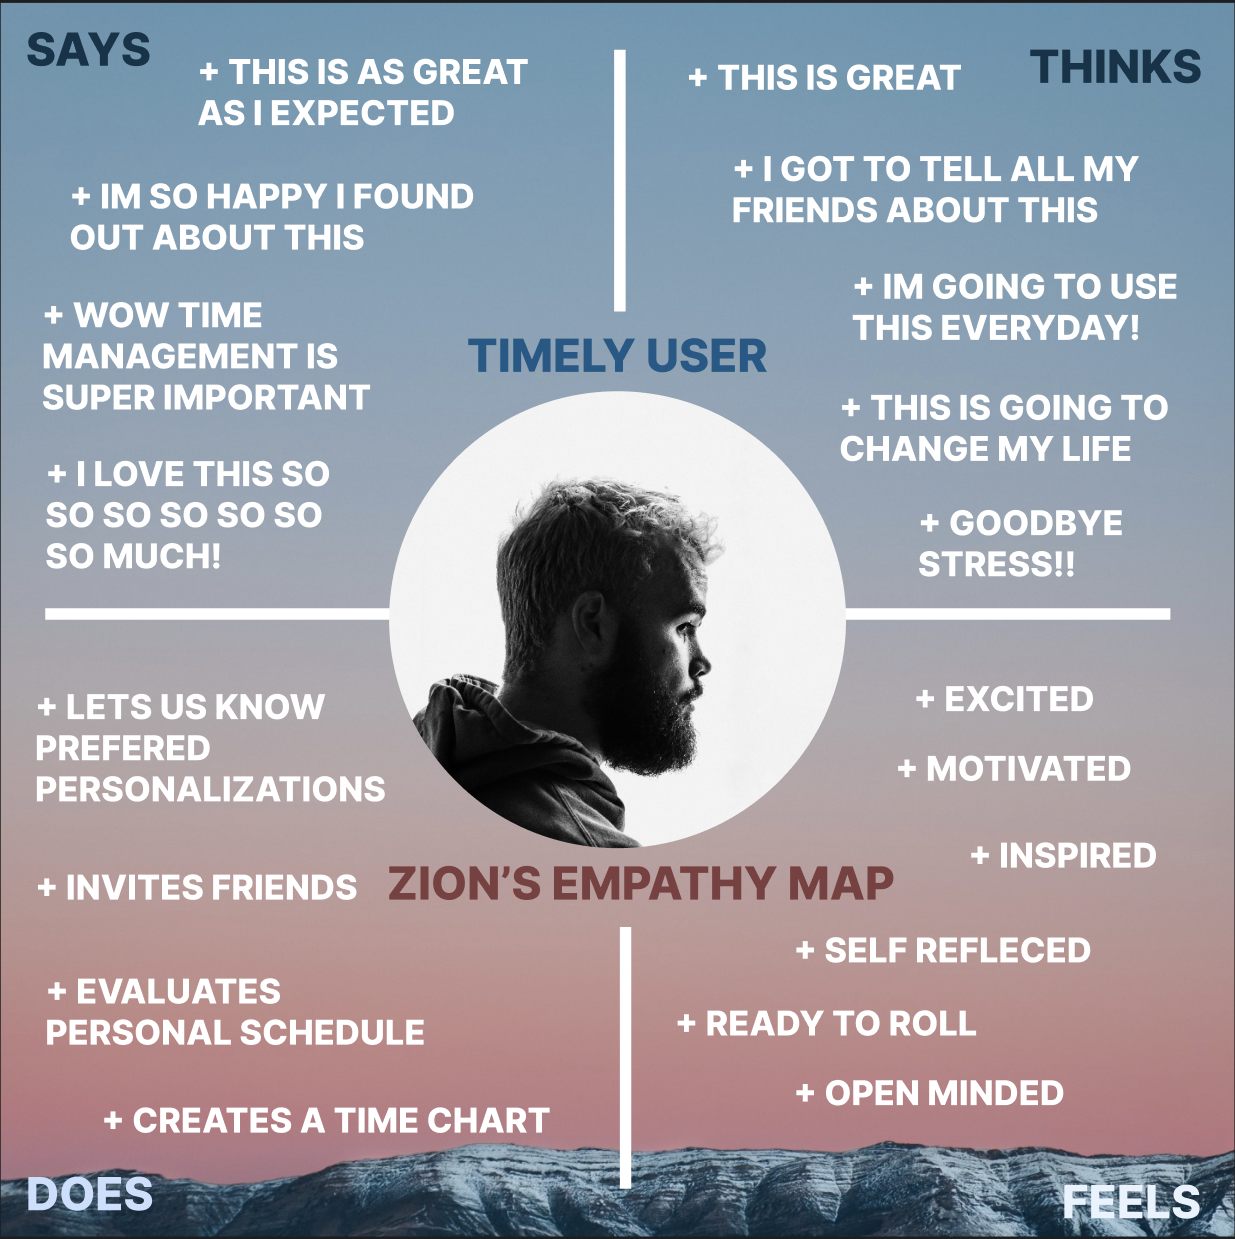 SAYS
+ THIS IS AS GREAT
AS I EXPECTED
+ IM SO HAPPY I FOUND
OUT ABOUT THIS
+ WOW TIME
MANAGEMENT IS
SUPER IMPORTANT
+ I LOVE THIS SO
SO SO SO SO SO
SO MUCH!
THINKS
+ THIS IS GREAT
+ I GOT TO TELL ALL MY
FRIENDS ABOUT THIS
+ IM GOING TO USE
THIS EVERYDAY!
+ THIS IS GOING TO
CHANGE MY LIFE
+ GOODBYE
STRESS!!
TIMELY USER
ZION’S EMPATHY MAP
+ LETS US KNOW
PREFERED
PERSONALIZATIONS
+ INVITES FRIENDS
+ EVALUATES
PERSONAL SCHEDULE
+ CREATES A TIME CHART
DOES
+ EXCITED
+ MOTIVATED
+ INSPIRED
+ SELF REFLECED
+ READY TO ROLL
+ OPEN MINDED
FEELS